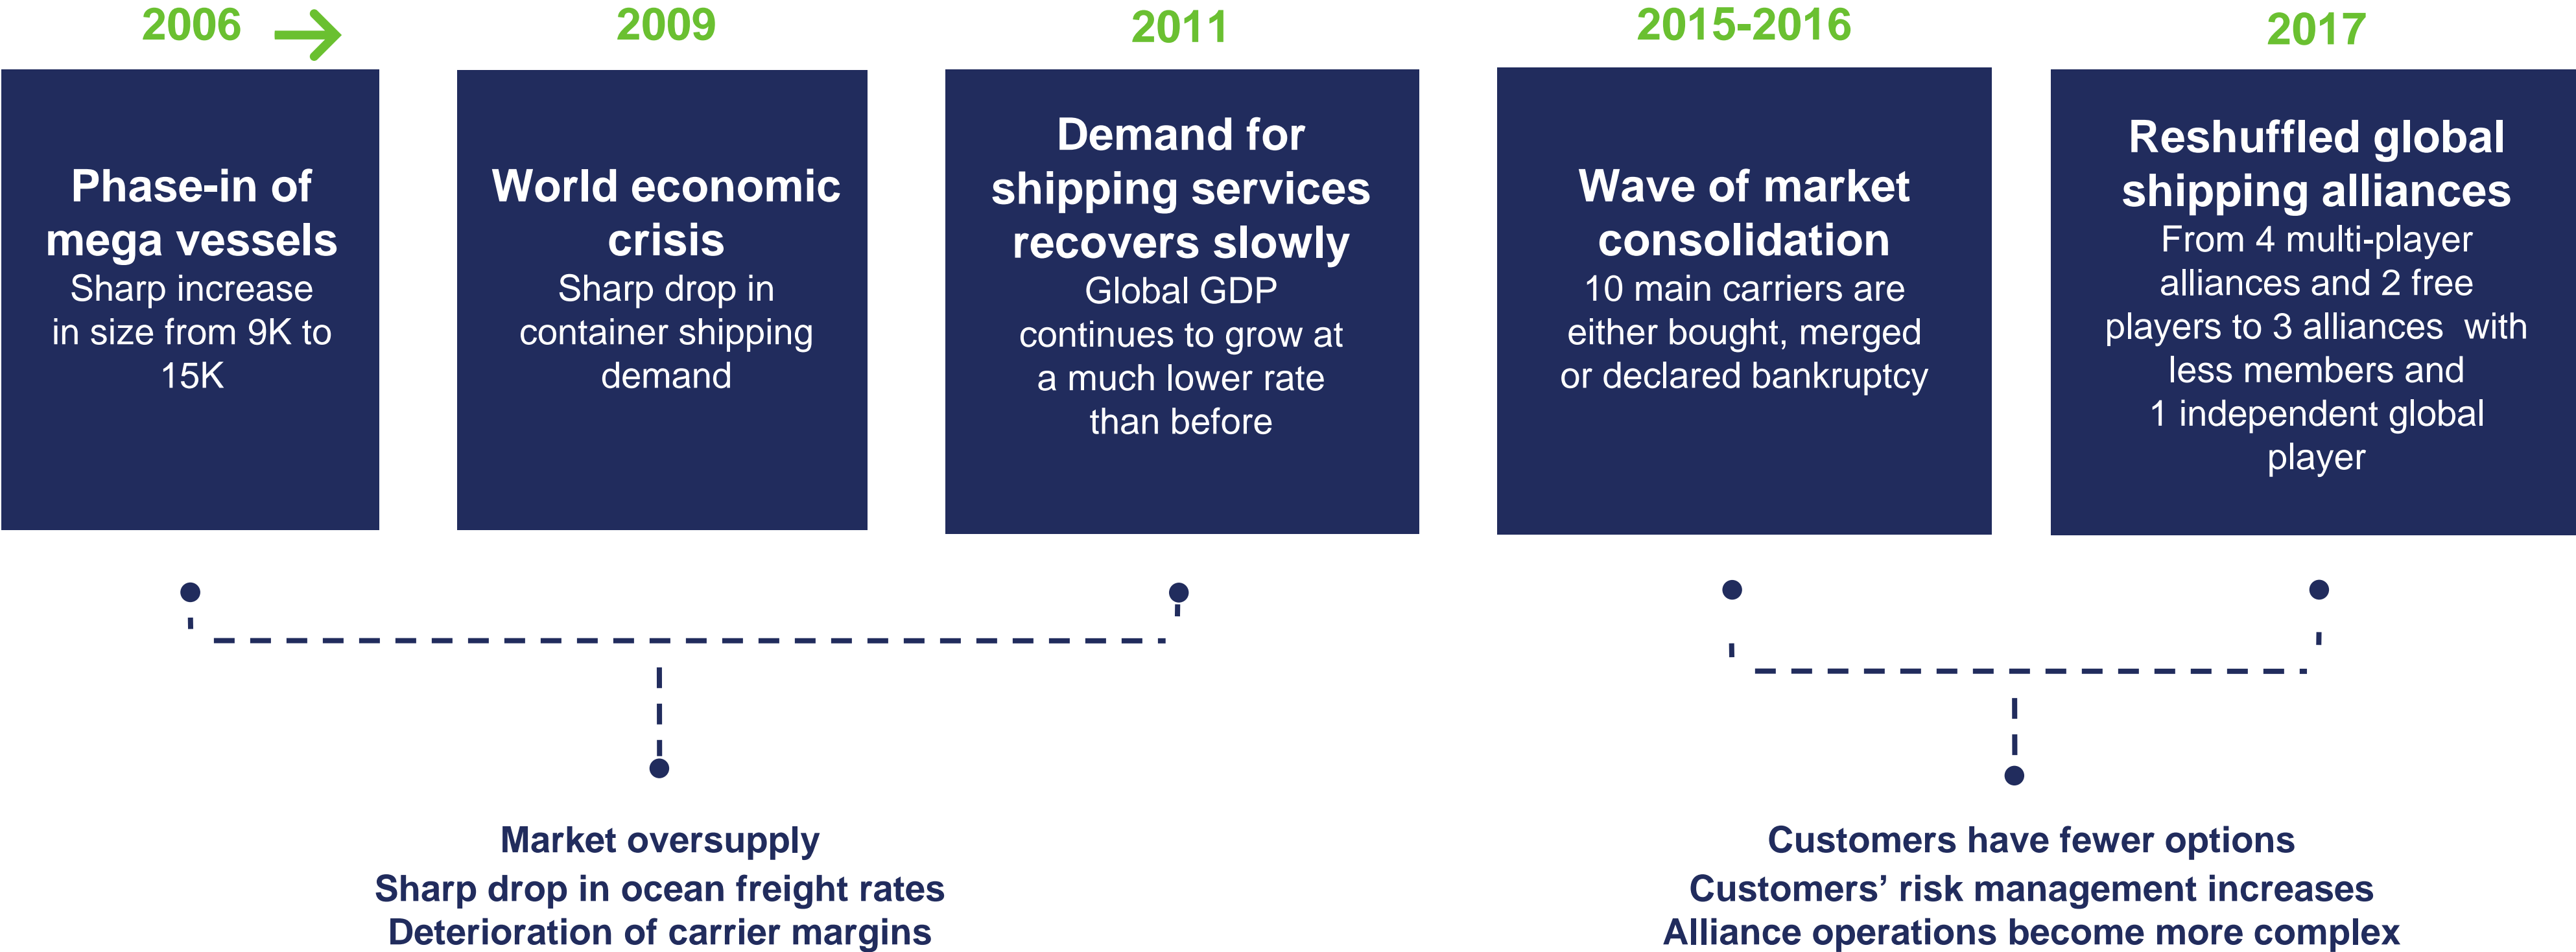 2006
Phase-in of
mega vessels
Sharp increase
in size from 9K to
15K
2009
World economic
crisis
Sharp drop in
container shipping
demand
2011
Demand for
shipping services
recovers slowly
Global GDP
continues to grow at
a much lower rate
than before
2015-2016
Wave of market
consolidation
10 main carriers are
either bought, merged
or declared bankruptcy
2017
Reshuffled global
shipping alliances
From 4 multi-player
alliances and 2 free
players to 3 alliances with
less members and
1 independent global
player
Market oversupply
Sharp drop in ocean freight rates
Deterioration of carrier margins
Customers have fewer options
Customers’ risk management increases
Alliance operations become more complex